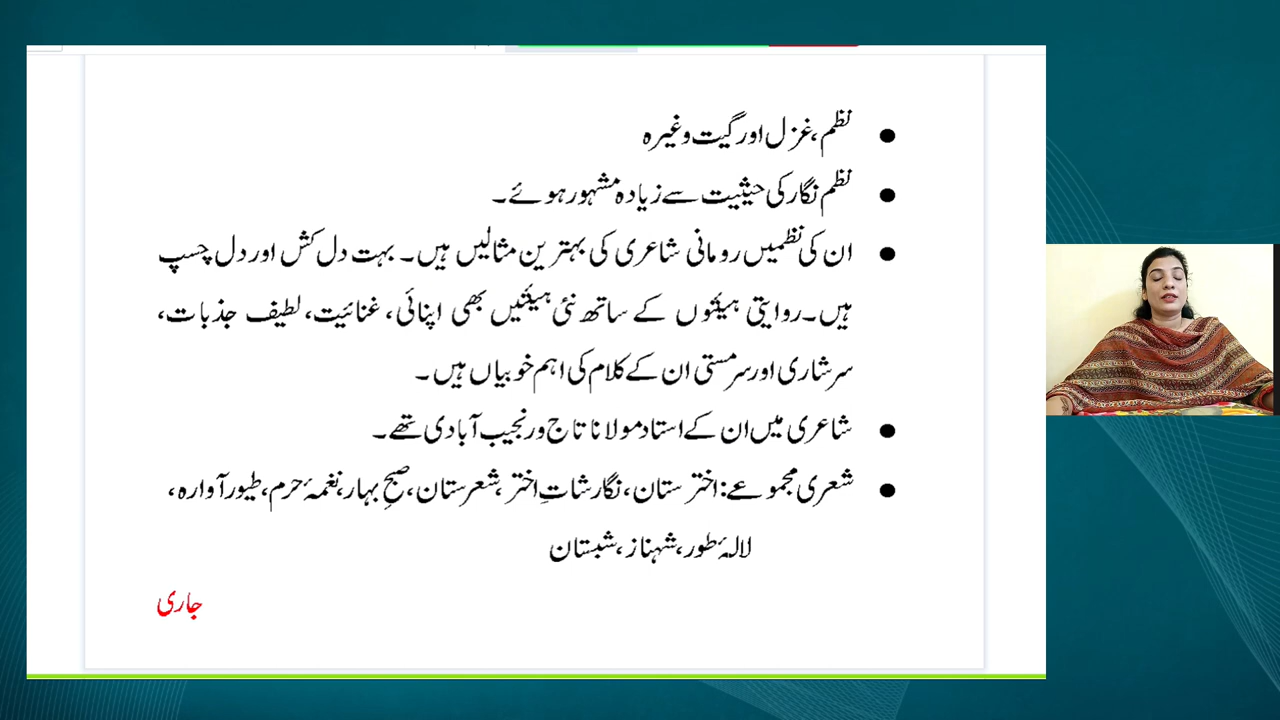 ● نظم، غزل اور گیت وغیرہ
● نظم نگار کی حیثیت سے زیادہ مشہور ہوئے۔
● ان کی نظمیں رومانی شاعری کی بہترین مثالیں ہیں۔ بہت دل کش اور دل چسپ
ہیں۔روایتی ہیئتوں کے ساتھ نئی ہیئتیں بھی اپنائی، غنائیت، لطیف جذبات،
سرشاری اور سرمستی ان کے کلام کی اہم خوبیاں ہیں ۔
● شاعری میں ان کے استاد مولانا تاج ور نجیب آبادی تھے۔
● شعری مجموعے: اختر ستان، نگارشاتِ اختر، شعرستان، صبحِ بہار، نغمۂ حرم، طیور آوارہ،
لالۂ طور، شہناز، شبستان
جاری